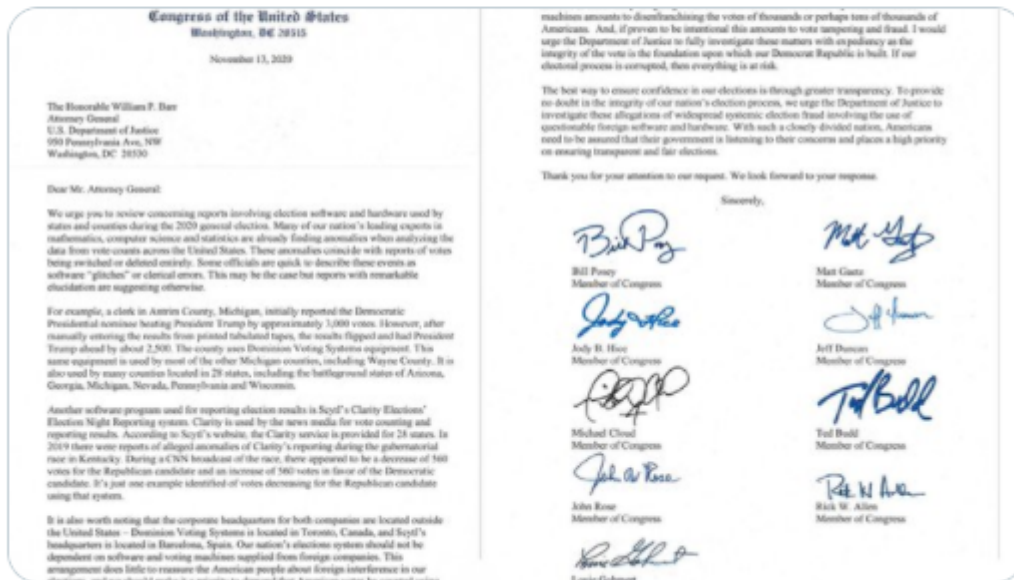 Congress of the United States
Washington, DC 20515
November 13, 2020
The Honorable William P. Barr
Attorney General
U.S. Department of Justice
950 Pennsylvania Ave, NW
Washington, DC 20530
Dear Mr. Attorney General:
We urge you to review concerning reports involving election software and hardware used by
states and counties during the 2020 general election. Many of our nation's leading experts in
mathematics, computer science and statistics are already finding anomalies when analyzing the
data from vote counts across the United States. These anomalies coincide with reports of votes
being switched or deleted entirely. Some officials are quick to describe these events as
software "glitches" or clerical errors. This may be the case but reports with remarkable
elucidation are suggesting otherwise.
For example, a clerk in Antrim County, Michigan, initially reported the Democratic
Presidential nominee beating President Trump by approximately 3,000 votes. However, after
manually entering the results from printed tabulated tapes, the results flipped and had President
Trump ahead by about 2,500. The county uses Dominion Voting Systems equipment. This
same equipment is used by most of the other Michigan counties, including Wayne County. It is
also used by many counties located in 28 states, including the battleground states of Arizona,
Georgia, Michigan, Nevada, Pennsylvania and Wisconsin.
Another software program used for reporting election results is Scytl's Clarity Elections'
Election Night Reporting system. Clarity is used by the news media for vote counting and
reporting results. According to Scytl's website, the Clarity service is provided for 28 states. In
2019 there were reports of alleged anomalies of Clarity's reporting during the gubernatorial
race in Kentucky. During a CNN broadcast of the race, there appeared to be a decrease of 560
votes for the Republican candidate and an increase of 560 votes in favor of the Democratic
candidate. It's just one example identified of votes decreasing for the Republican candidate
using that system.
It is also worth noting that the corporate headquarters for both companies are located outside
the United States – Dominion Voting Systems is located in Toronto, Canada, and Scytl's
headquarters is located in Barcelona, Spain. Our nation's elections system should not be
dependent on software and voting machines supplied from foreign companies. This
arrangement does little to reassure the American people about foreign interference in our
machines amounts to disenfranchising the votes of thousands or perhaps tens of thousands of
Americans. And, if proven to be intentional this amounts to vote tampering and fraud. I would
urge the Department of Justice to fully investigate these matters with expediency as the
integrity of the vote is the foundation upon which our Democrat Republic is built. If our
electoral process is corrupted, then everything is at risk.
The best way to ensure confidence in our elections is through greater transparency. To provide
no doubt in the integrity of our nation's election process, we urge the Department of Justice to
investigate these allegations of widespread systemic election fraud involving the use of
questionable foreign software and hardware. With such a closely divided nation, Americans
need to be assured that their government is listening to their concerns and places a high priority
on ensuring transparent and fair elections.
Thank you for your attention to our request. We look forward to your response.
Sincerely,
Bill Posey
Member of Congress
Matt Gaetz
Member of Congress
Jody B. Hice
Member of Congress
Jeff Duncan
Member of Congress
Michael Cloud
Member of Congress
Ted Budd
Member of Congress
John Rose
Member of Congress
Rick W. Allen
Member of Congress
Louie Gohmert